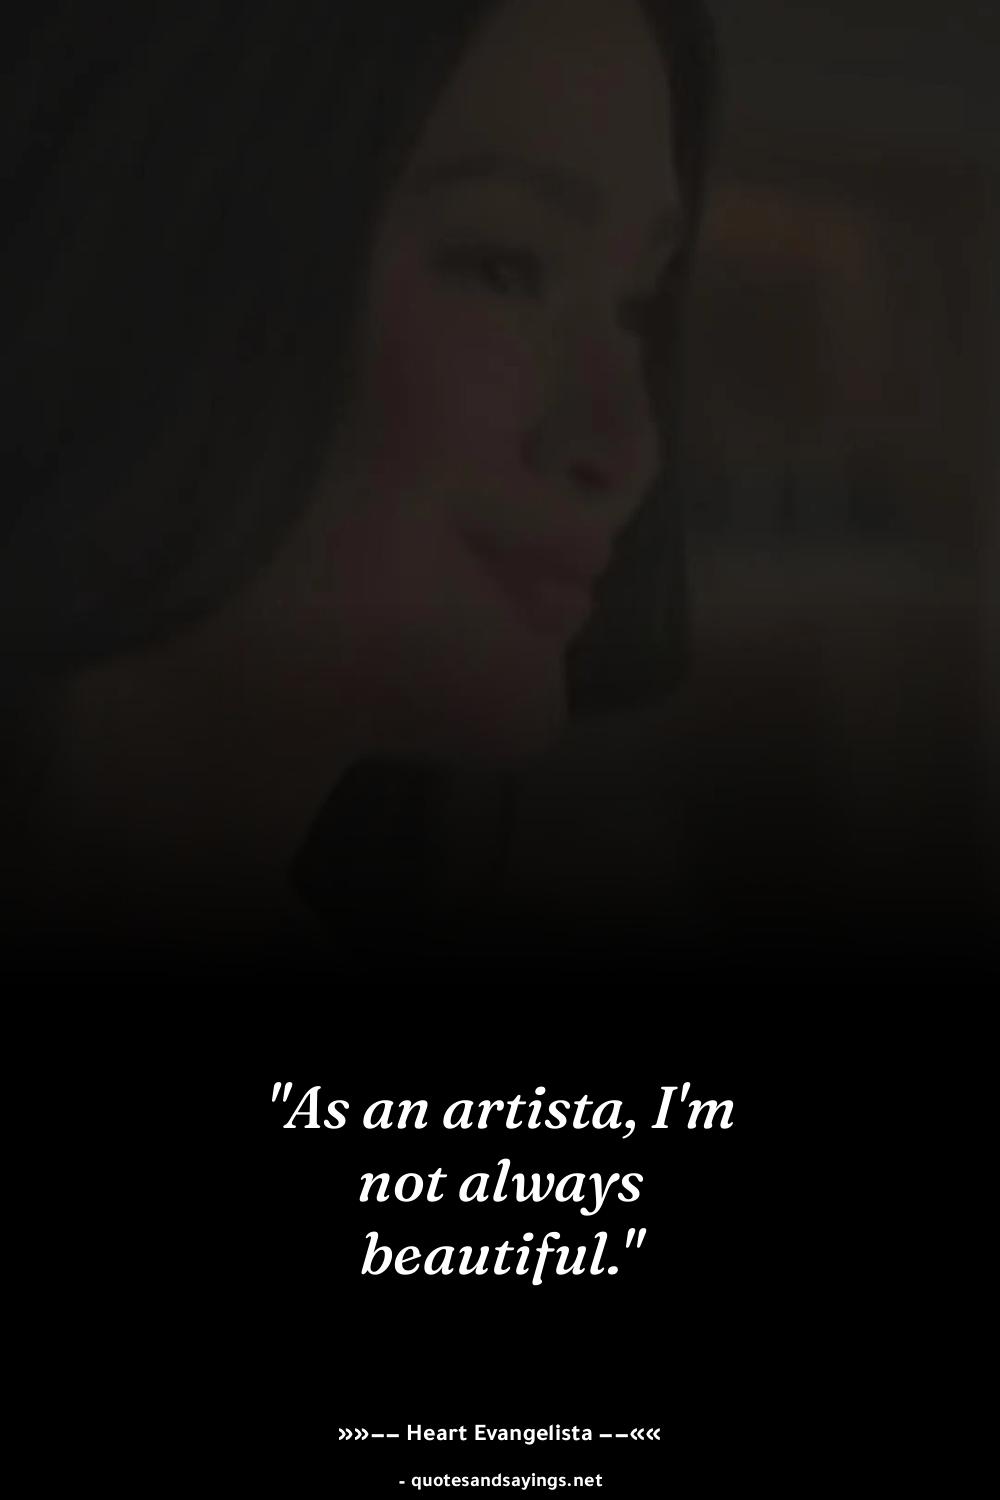 "As an artista, I'm
not always
beautiful."
»»−− Heart Evangelista −−««
- quotesandsayings.net